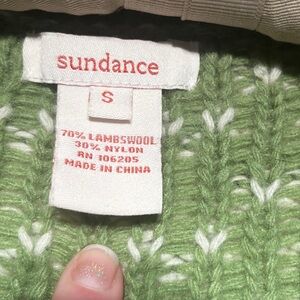 sundance
S
70% LAMBSWOOL
30% NYLON
RN 106205
MADE IN CHINA